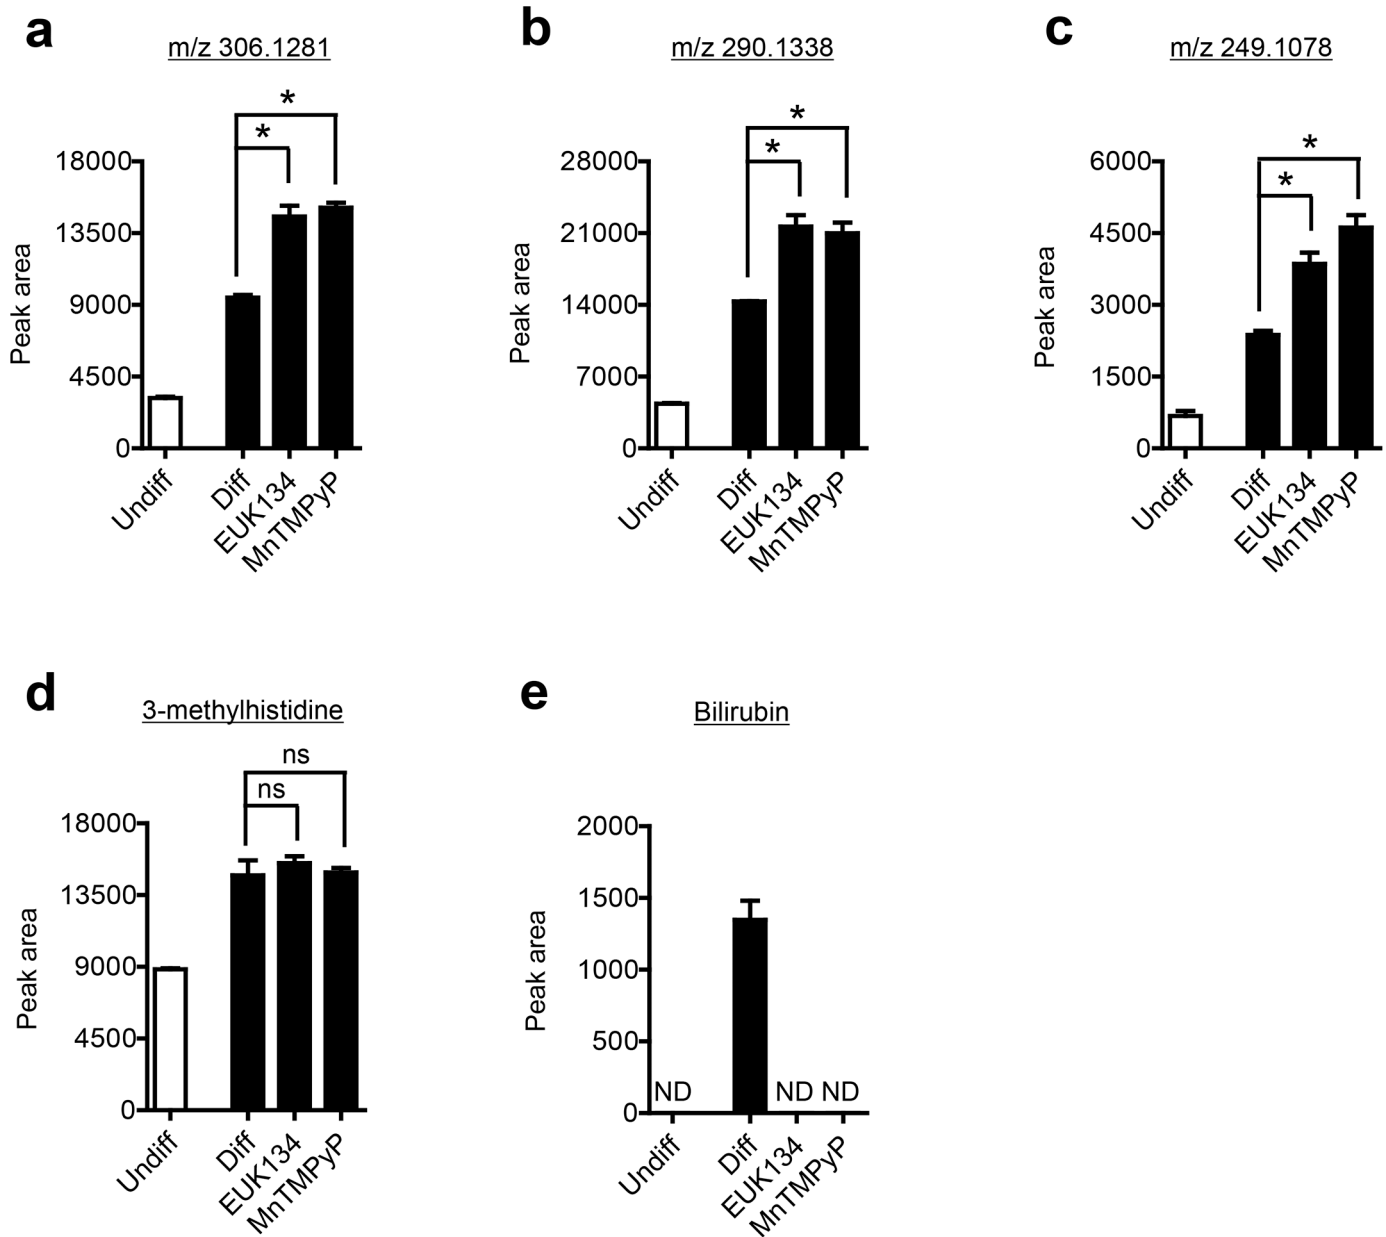 a
m/z 306.1281
*
*
18000
13500
9000
4500
0
Peak area
Undiff
Diff
EUK134
MnTMPyP
b
m/z 290.1338
*
*
28000
21000
14000
7000
0
Peak area
Undiff
Diff
EUK134
MnTMPyP
c
m/z 249.1078
*
*
6000
4500
3000
1500
0
Peak area
Undiff
Diff
EUK134
MnTMPyP
d
3-methylhistidine
ns
ns
18000
13500
9000
4500
0
Peak area
Undiff
Diff
EUK134
MnTMPyP
e
Bilirubin
2000
1500
1000
500
0
Peak area
ND
ND
ND
Undiff
Diff
EUK134
MnTMPyP